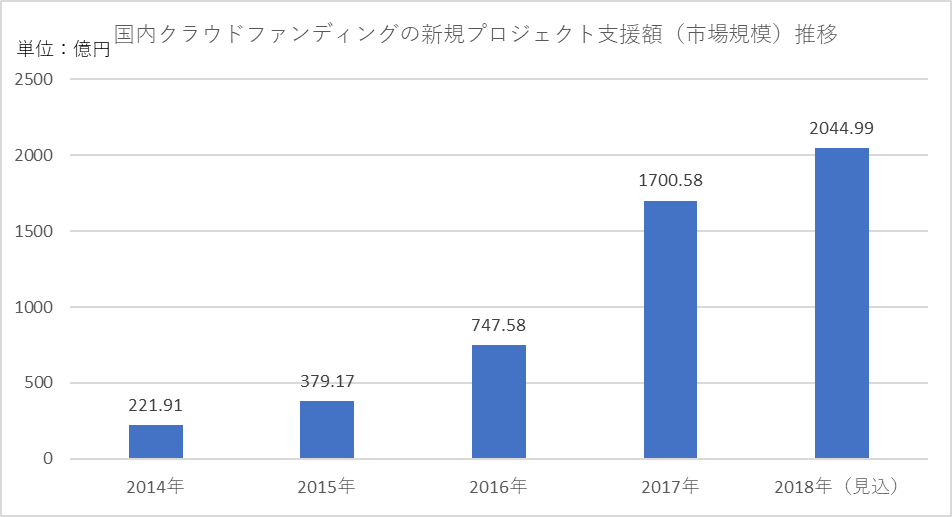 国内クラウドファンディングの新規プロジェクト支援額（市場規模）推移
単位：億円
2500
2000
1500
1000
500
0
221.91
379.17
747.58
1700.58
2044.99
2014年
2015年
2016年
2017年
2018年（見込）